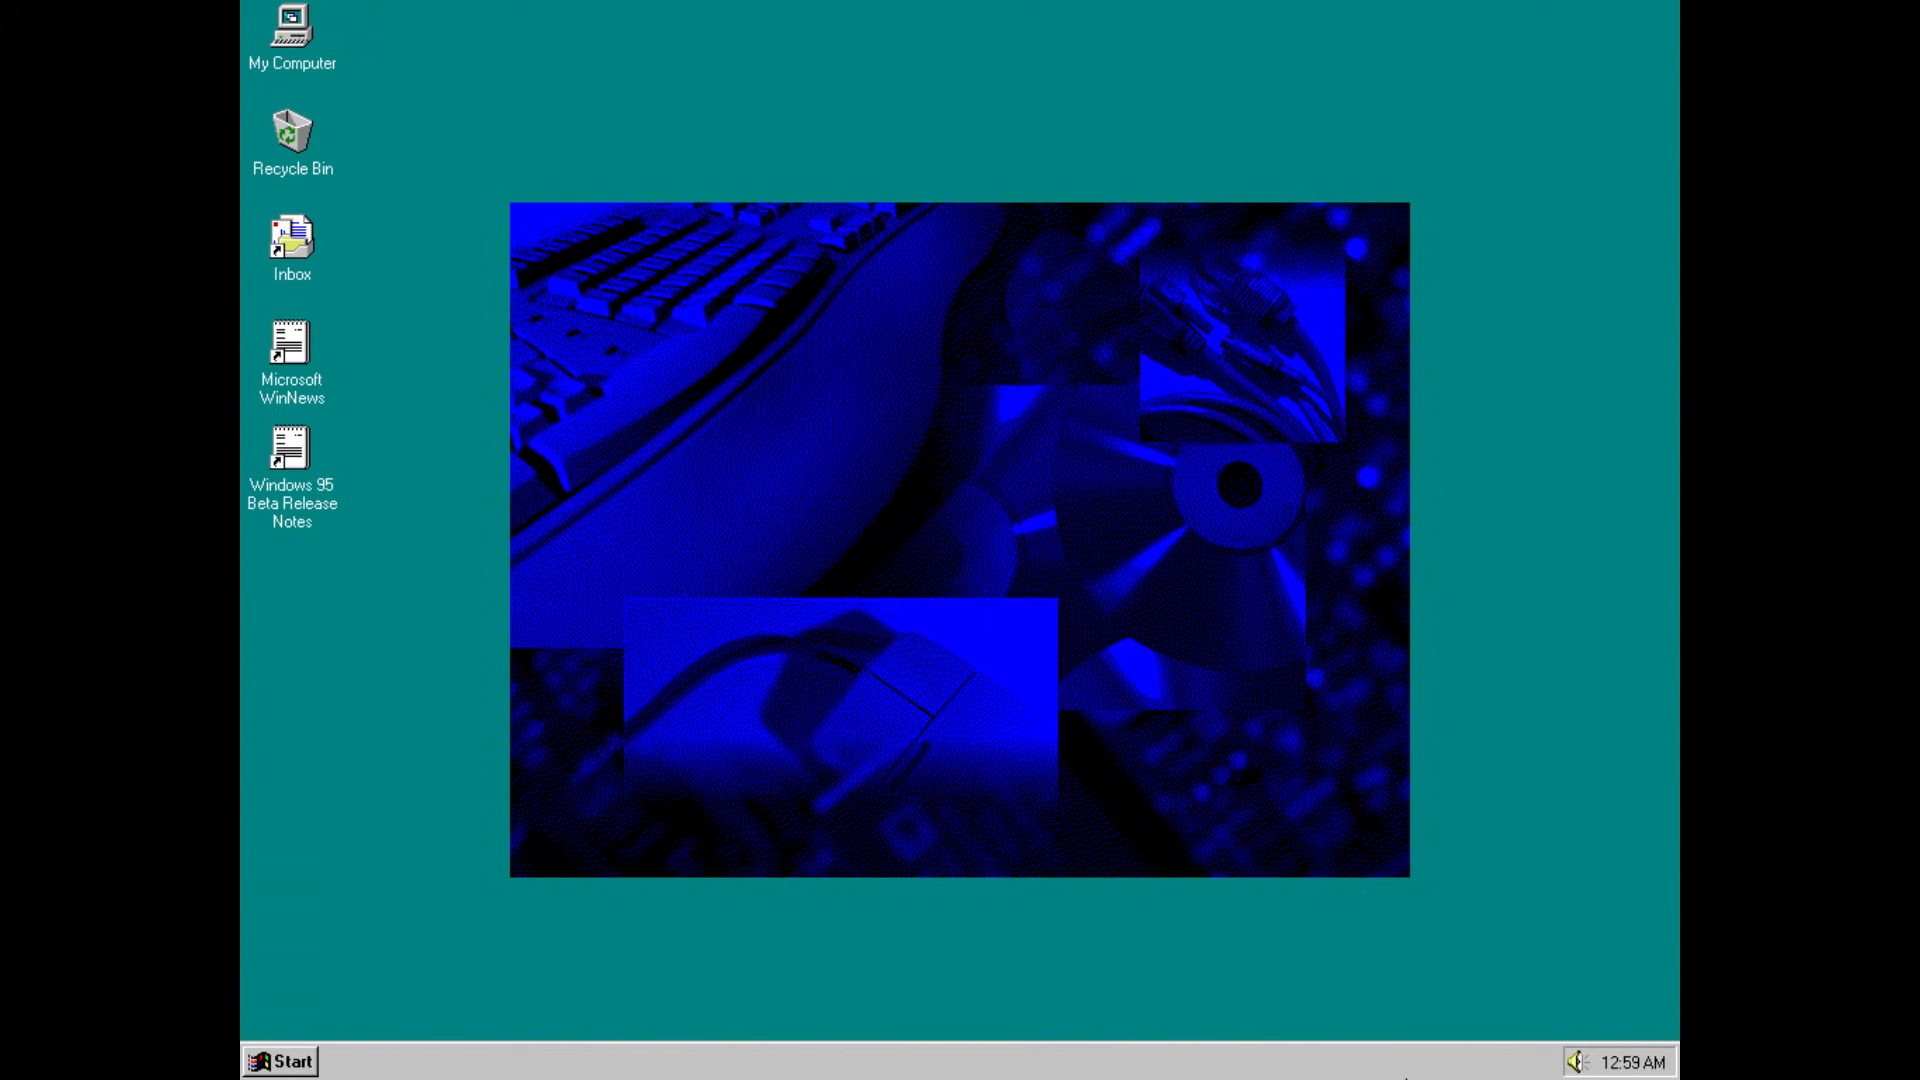 My Computer
Recycle Bin
Inbox
Microsoft
WinNews
Windows 95
Beta Release
Notes
Start
12:59 AM